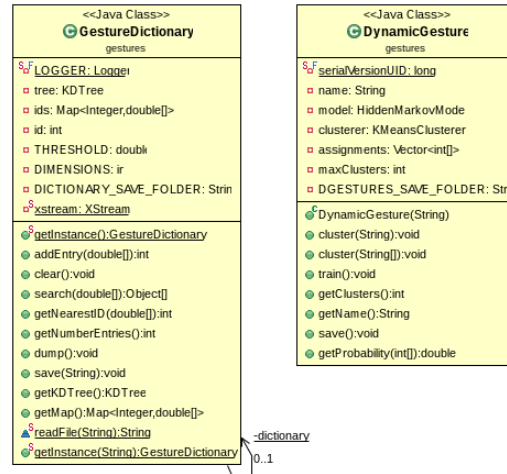 <<Java Class>>
GestureDictionary
gestures
LOGGER: Logger
tree: KDTree
ids: Map<Integer,double[]>
id: int
THRESHOLD: double
DIMENSIONS: ir
DICTIONARY_SAVE_FOLDER: Strin
xstream: XStream
getInstance():GestureDictionary
addEntry(double[]):int
clear():void
search(double[]):Object[]
getNearestID(double[]):int
getNumberEntries():int
dump():void
save(String):void
getKDTree():KDTree
getMap():Map<Integer,double[]>
readFile(String):String
getInstance(String):GestureDictionary
-dictionary
0..1
<<Java Class>>
DynamicGesture
gestures
serialVersionUID: long
name: String
model: HiddenMarkovMode
clusterer: KMeansClusterer
assignments: Vector<int[]>
maxClusters: int
DGESTURES_SAVE_FOLDER: Str
DynamicGesture(String)
cluster(String):void
cluster(String[]):void
train():void
getClusters():int
getName():String
save():void
getProbability(int[]):double